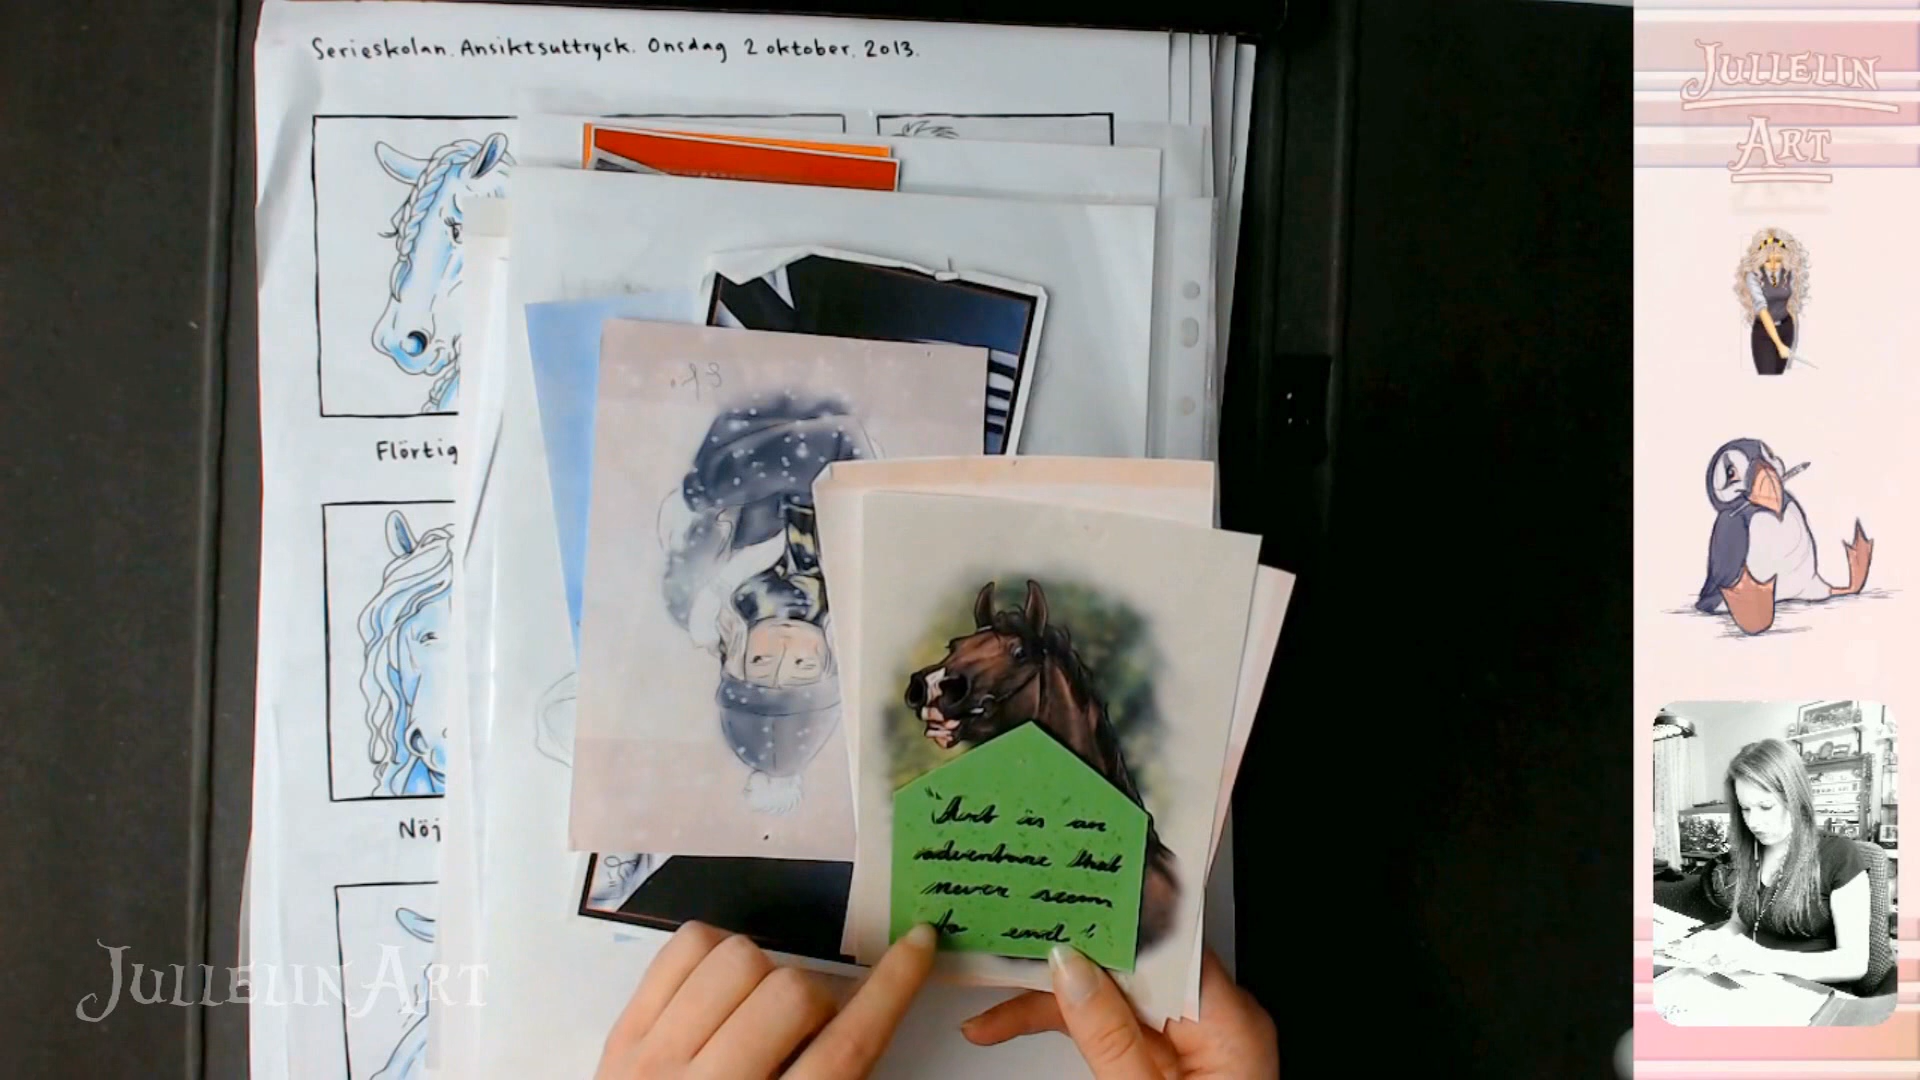 Serieskolan. Ansiktsuttryck. Onsdag 2 oktober. 2013.
Flörtig
Nöj
"Art is an
adventure that
never seems
to end"
JULLELIN
ART
JULLELINART